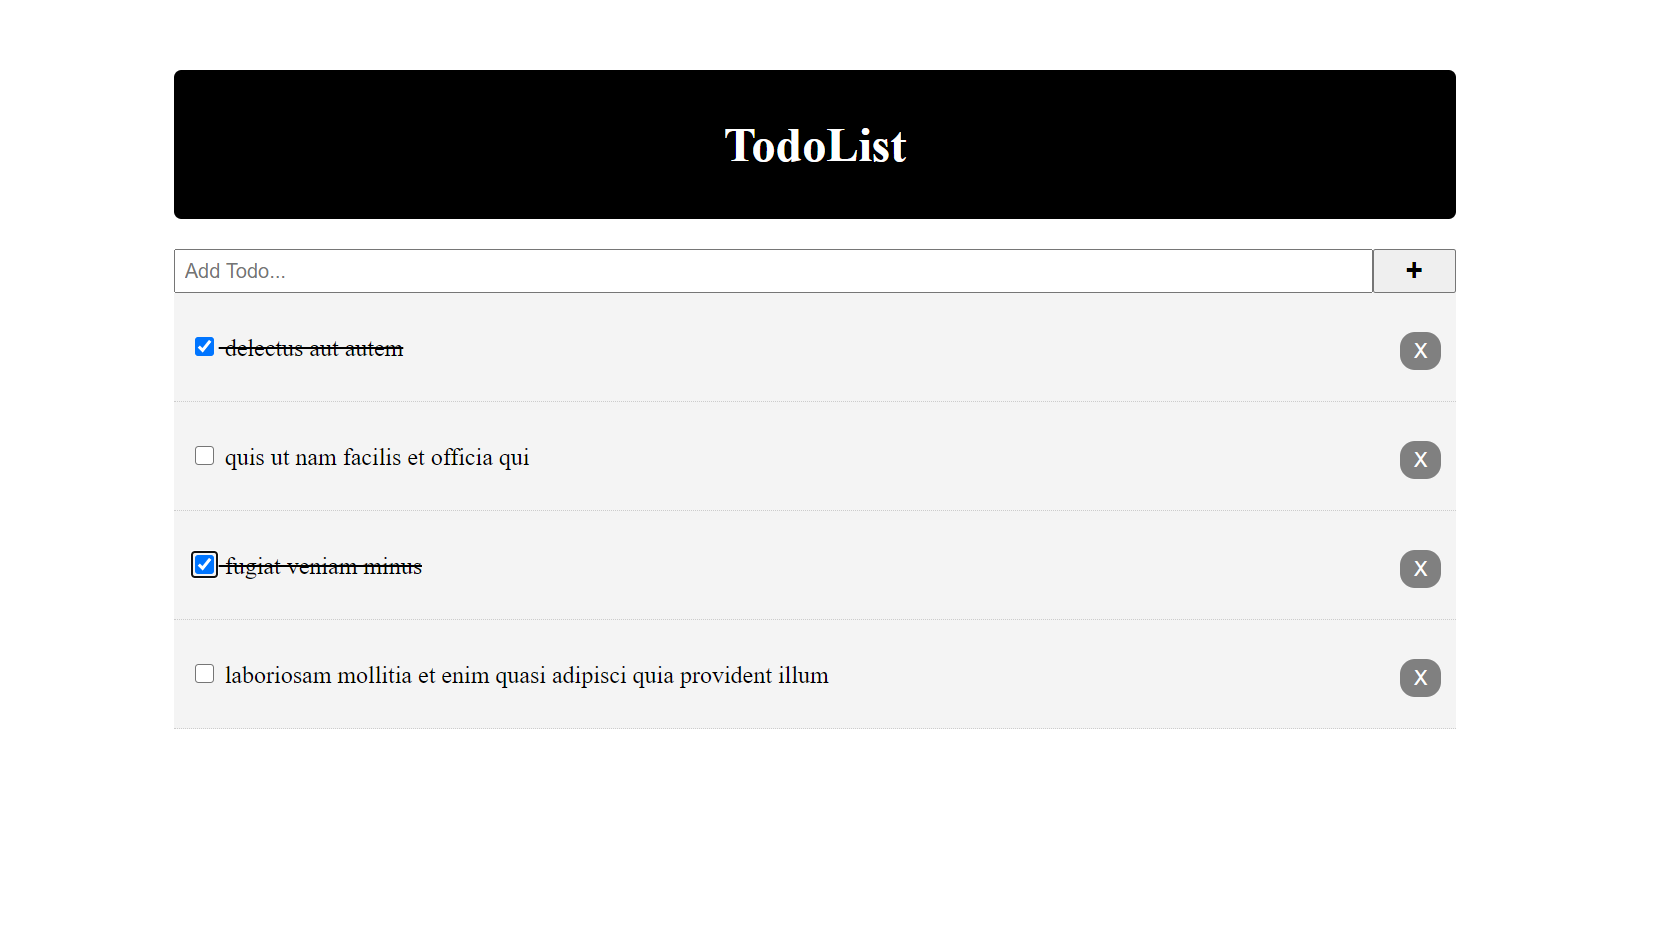 TodoList
Add Todo...
+
delectus aut autem
X
quis ut nam facilis et officia qui
X
fugiat veniam minus
X
laboriosam mollitia et enim quasi adipisci quia provident illum
X